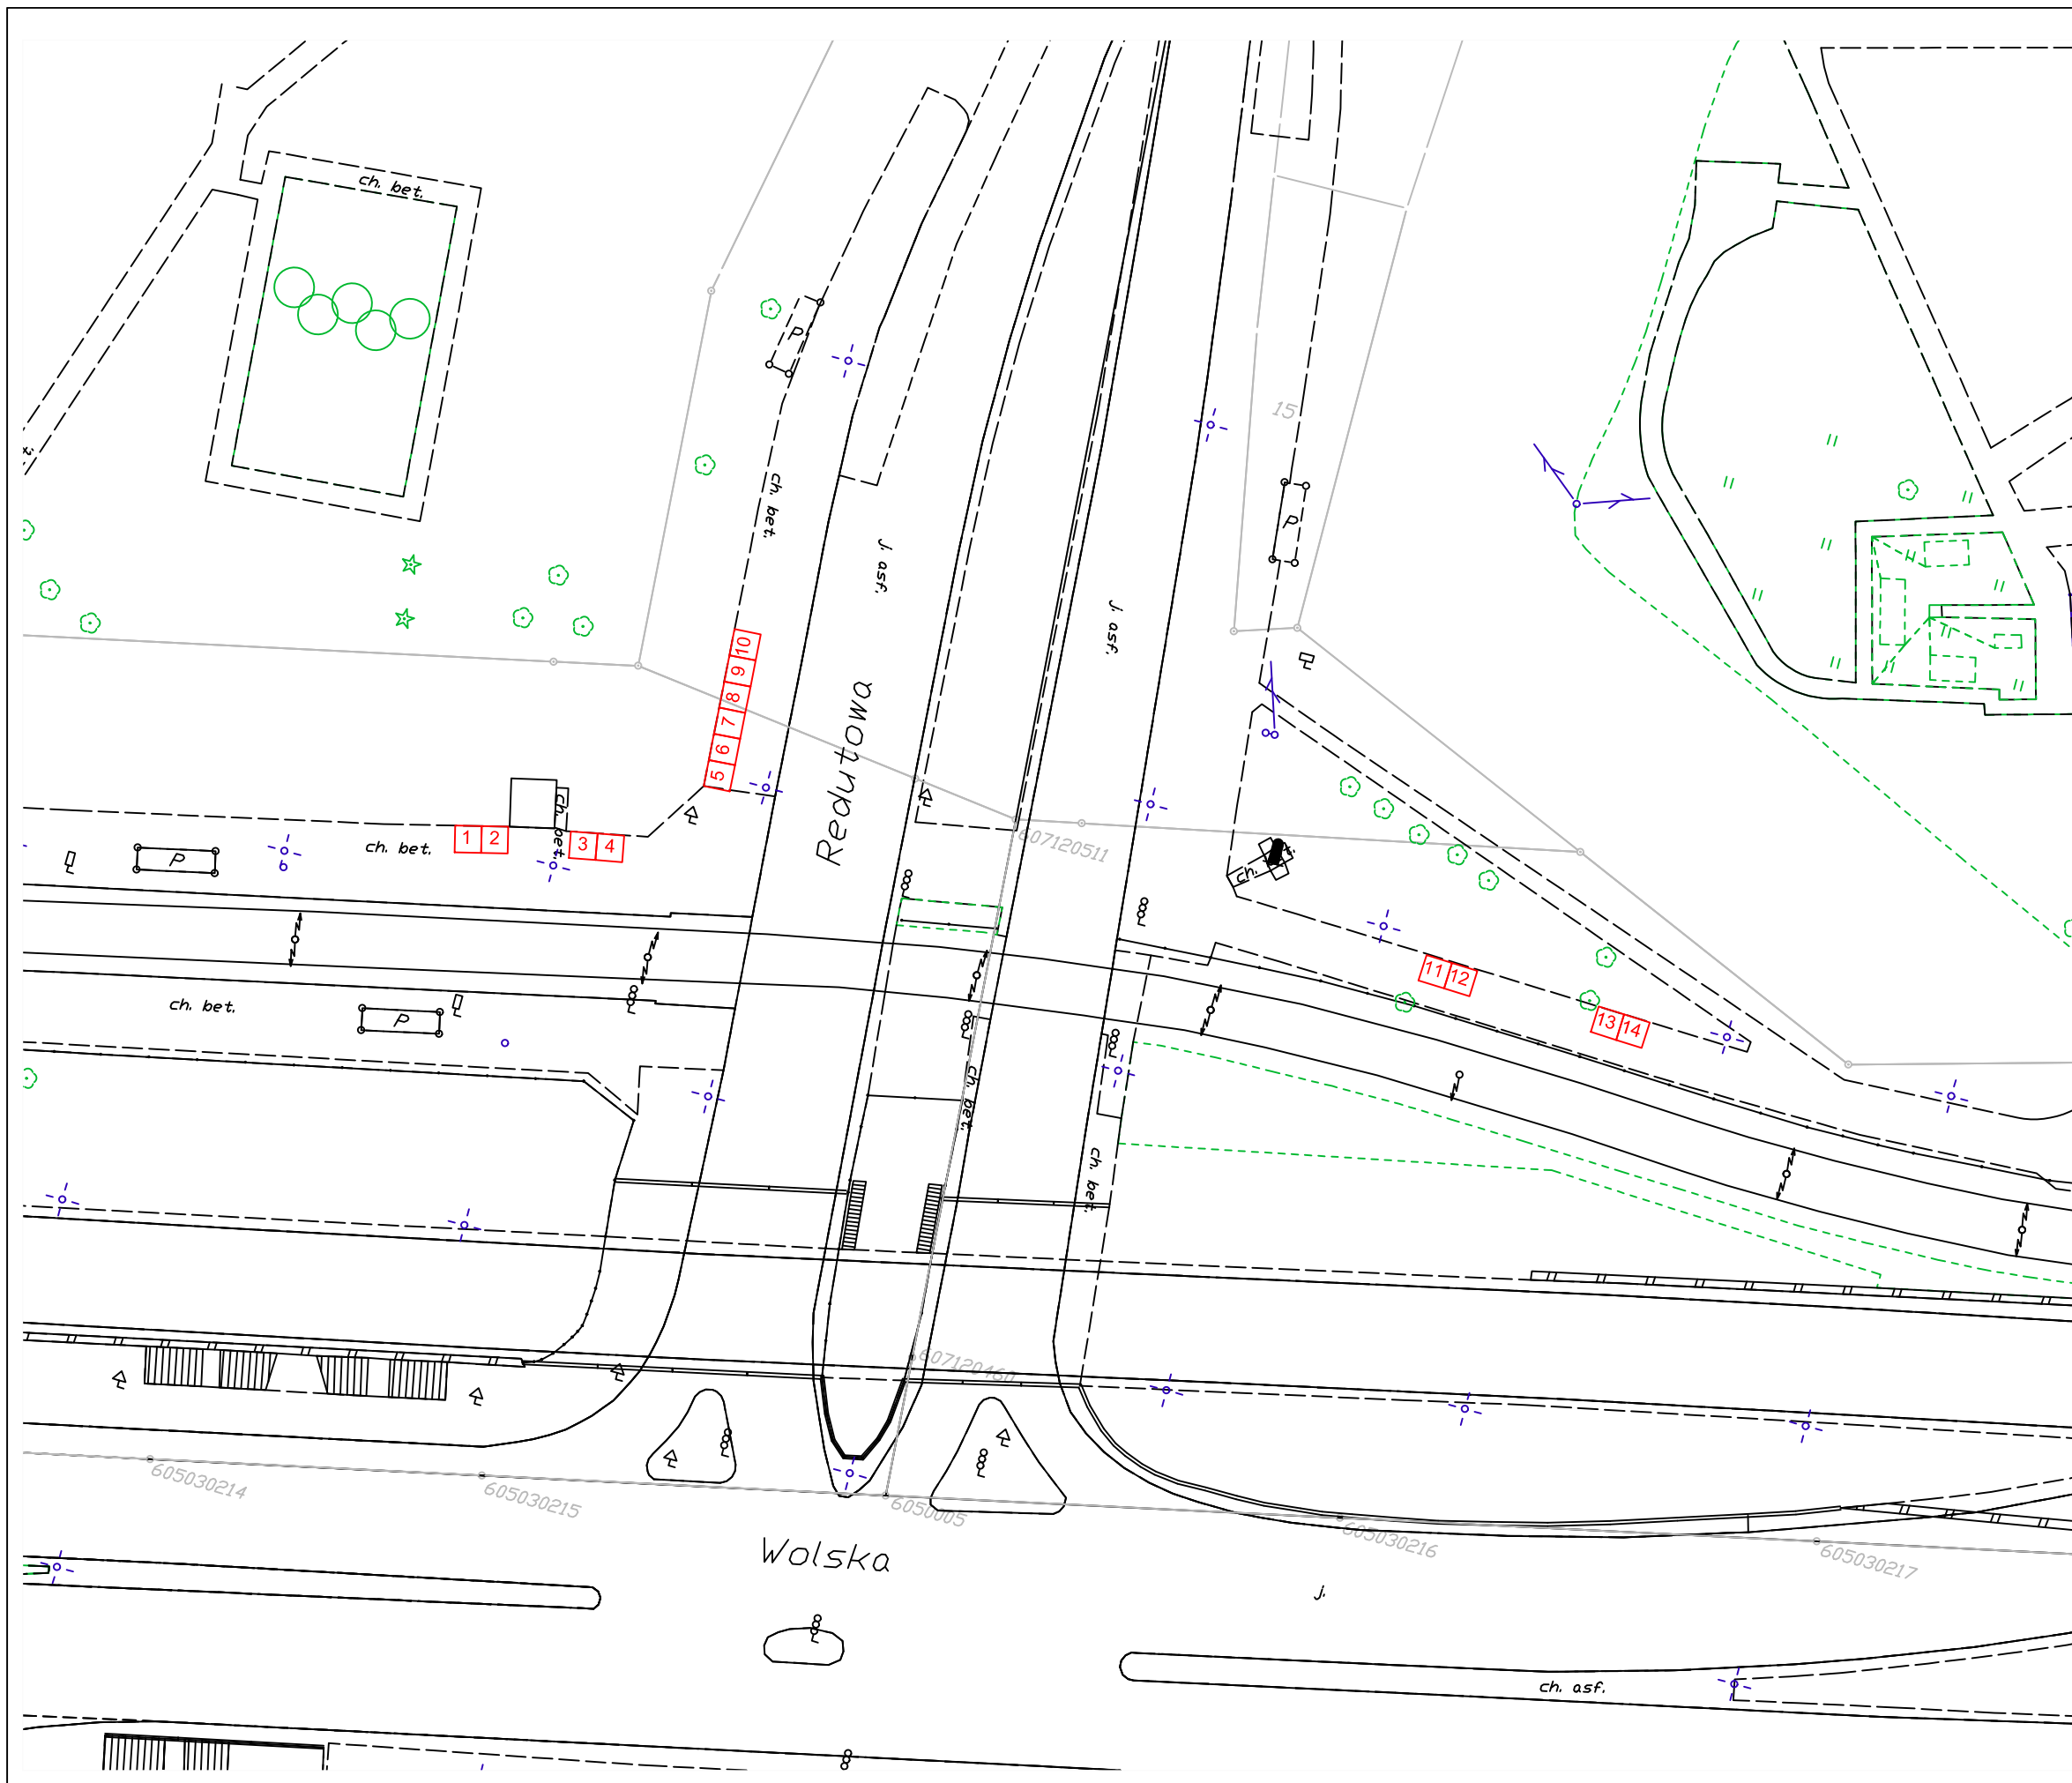 ch. bet.
P
15
ch. bet.
P
j. asf.
j. asf.
10
9
8
7
6
5
Redutowa
ch. bet.
1 2
3 4
ch. bet.
P
607120511
ch.
11 12
13 14
ch. bet.
P
ch. bet.
ch. bet.
607120460
605030214
605030215
6050005
605030216
605030217
Wolska
j.
ch. asf.